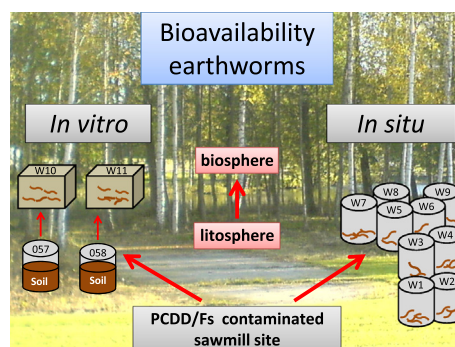 Bioavailability
earthworms
In vitro
In situ
W10
W11
biosphere
W8
W9
W7
W5
W6
057
058
litosphere
W3
W4
Soil
Soil
W1
W2
PCDD/Fs contaminated
sawmill site